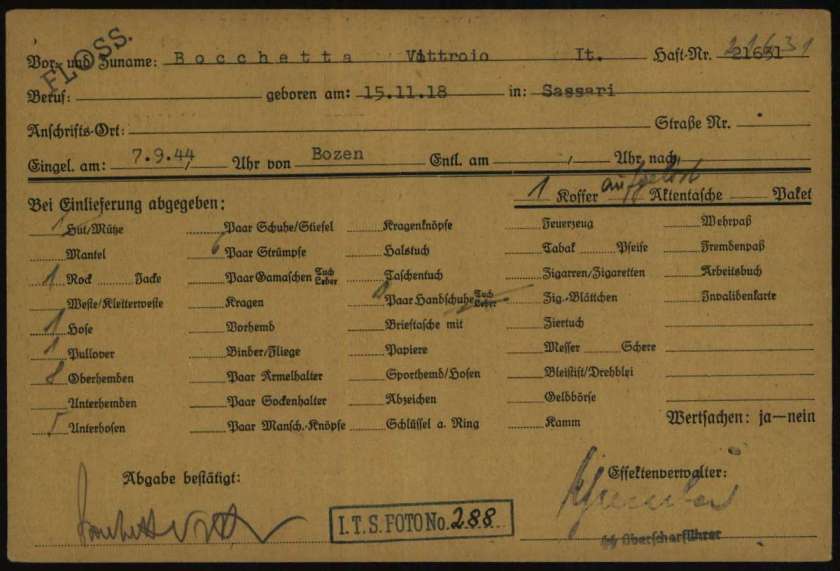 FLOSS.
Vor- und Zuname: Bocchetta Vittroio It. Haft-Nr. 21631 21631
Beruf: geboren am: 15.11.18 in: Sassari
Anschrifts-Ort: Straße Nr.
Eingel. am: 7.9.44, Uhr von Bozen Entl. am , Uhr nach
Bei Einlieferung abgegeben: 1 Koffer aufgelöst Aktentasche Paket
1 Hut/Mütze Paar Schuhe/Stiefel Kragenknöpfe Feuerzeug Wehrpaß
Mantel 6 Paar Strümpfe Halstuch Tabak Pfeife Fremdenpaß
1 Rock Jacke Paar Gamaschen Tuch Leder Taschentuch Zigarren/Zigaretten Arbeitsbuch
Weste/Kletterweste Kragen Paar Handschuhe Tuch Leder Zig.-Blättchen Invalidenkarte
1 Hose Vorhemd Brieftasche mit Ziertuch
1 Pullover Binder/Fliege Papiere Messer Schere
8 Oberhemden Paar Ärmelhalter Sporthemd/Hosen Bleistift/Drehblei
Unterhemden Paar Sockenhalter Abzeichen Geldbörse
5 Unterhosen Paar Mansch.-Knöpfe Schlüssel a. Ring Kamm Wertsachen: ja—nein
Abgabe bestätigt: Effektenverwalter:
I.T.S. FOTO No. 288
Oberscharführer